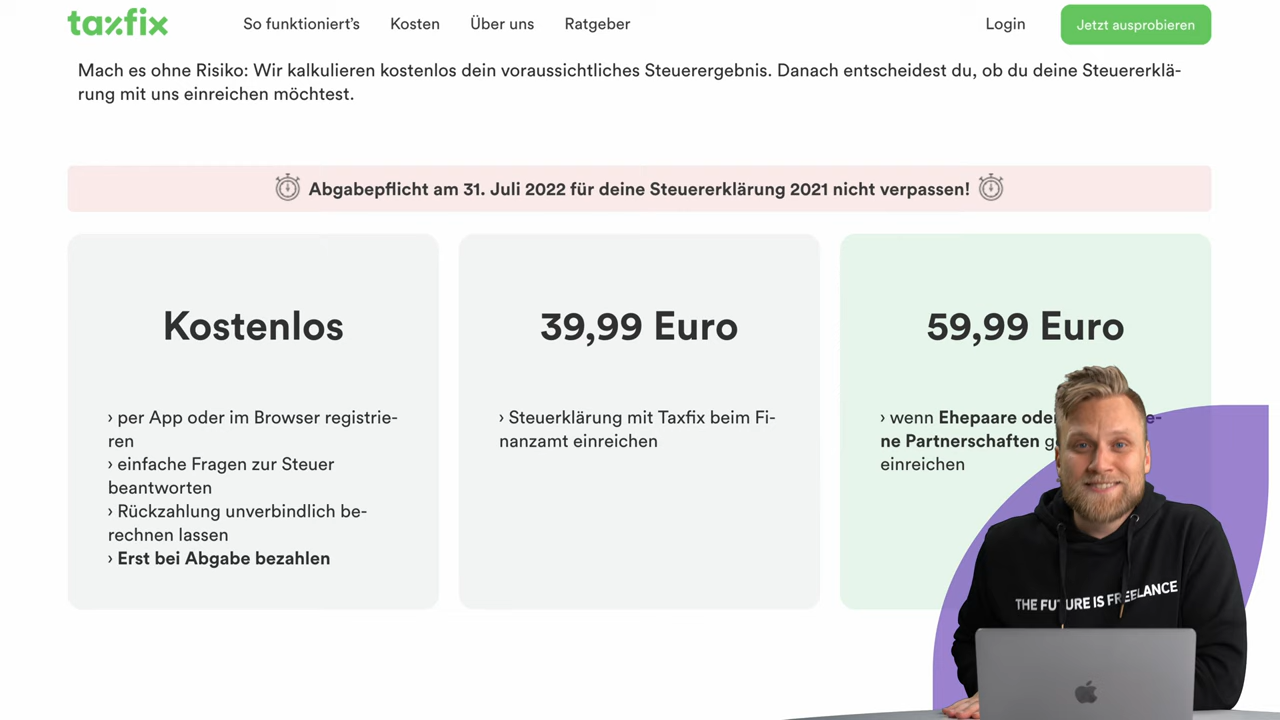 taxfix So funktioniert's Kosten Über uns Ratgeber Login Jetzt ausprobieren
Mach es ohne Risiko: Wir kalkulieren kostenlos dein voraussichtliches Steuerergebnis. Danach entscheidest du, ob du deine Steuererklä-
rung mit uns einreichen möchtest.
Abgabepflicht am 31. Juli 2022 für deine Steuererklärung 2021 nicht verpassen!
Kostenlos
› per App oder im Browser registrie-
ren
› einfache Fragen zur Steuer
beantworten
› Rückzahlung unverbindlich be-
rechnen lassen
› Erst bei Abgabe bezahlen
39,99 Euro
› Steuerklärung mit Taxfix beim Fi-
nanzamt einreichen
59,99 Euro
› wenn Ehepaare oder
ne Partnerschaften
einreichen
THE FUTURE IS FREELANCE